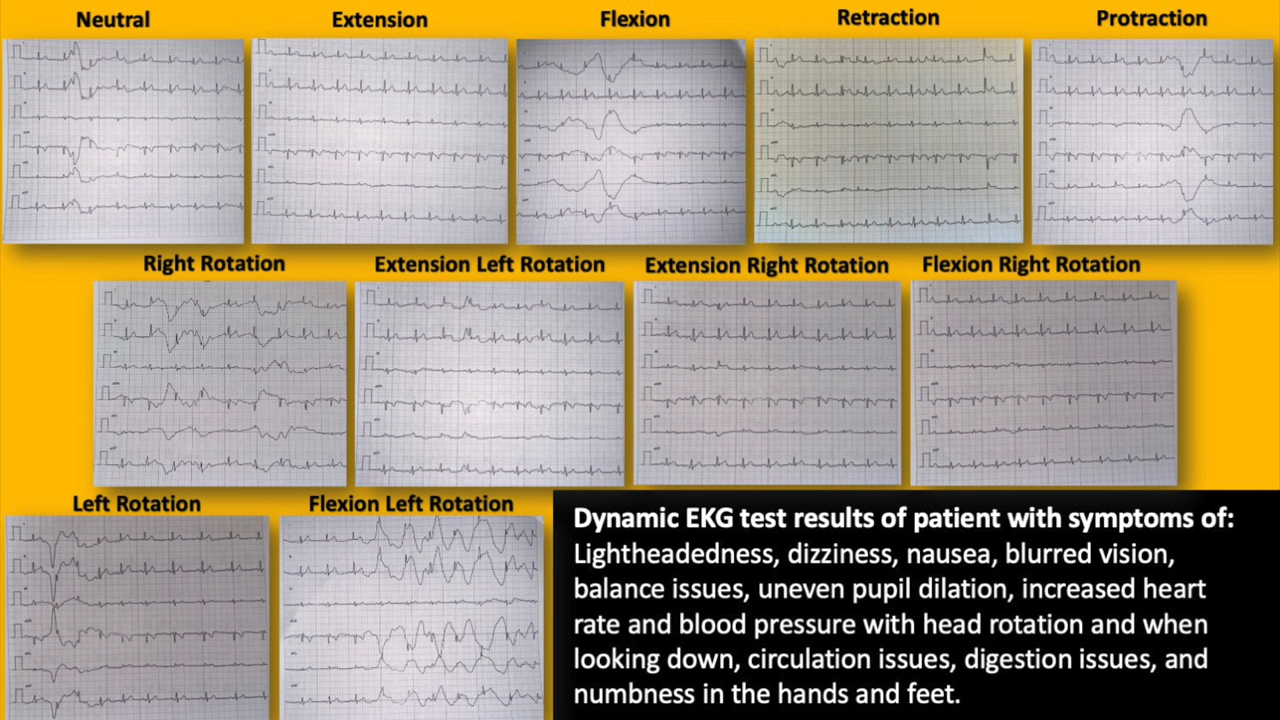 Neutral
Extension
Flexion
Retraction
Protraction
Right Rotation
Extension Left Rotation
Extension Right Rotation
Flexion Right Rotation
Left Rotation
Flexion Left Rotation
Dynamic EKG test results of patient with symptoms of:
Lightheadedness, dizziness, nausea, blurred vision,
balance issues, uneven pupil dilation, increased heart
rate and blood pressure with head rotation and when
looking down, circulation issues, digestion issues, and
numbness in the hands and feet.